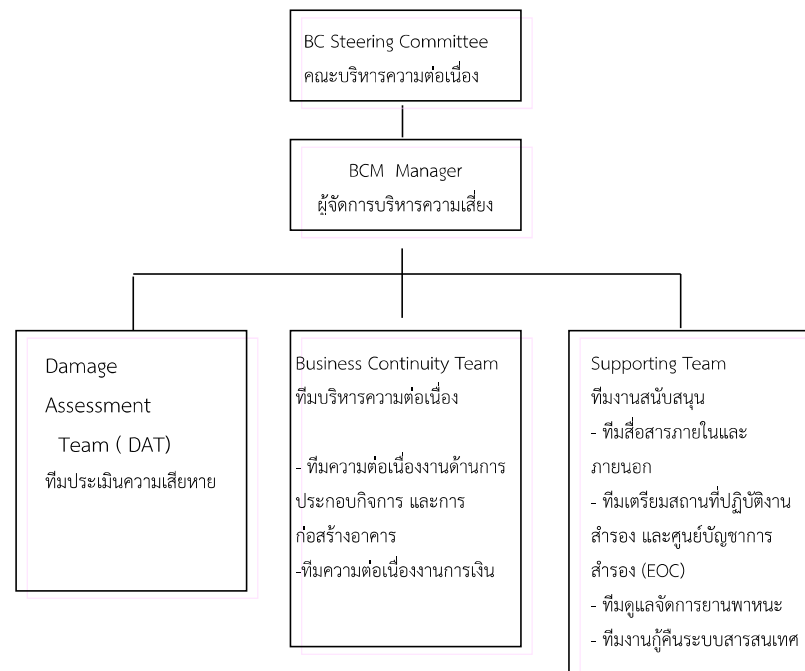 BC Steering Committee
คณะบริหารความต่อเนื่อง
BCM Manager
ผู้จัดการบริหารความเสี่ยง
Damage
Assessment
Team ( DAT)
ทีมประเมินความเสียหาย
Business Continuity Team
ทีมบริหารความต่อเนื่อง
- ทีมความต่อเนื่องงานด้านการ
ประกอบกิจการ และการ
ก่อสร้างอาคาร
-ทีมความต่อเนื่องงานการเงิน
Supporting Team
ทีมงานสนับสนุน
- ทีมสื่อสารภายในและ
ภายนอก
- ทีมเตรียมสถานที่ปฏิบัติงาน
สำรอง และศูนย์บัญชาการ
สำรอง (EOC)
- ทีมดูแลจัดการยานพาหนะ
- ทีมงานกู้คืนระบบสารสนเทศ